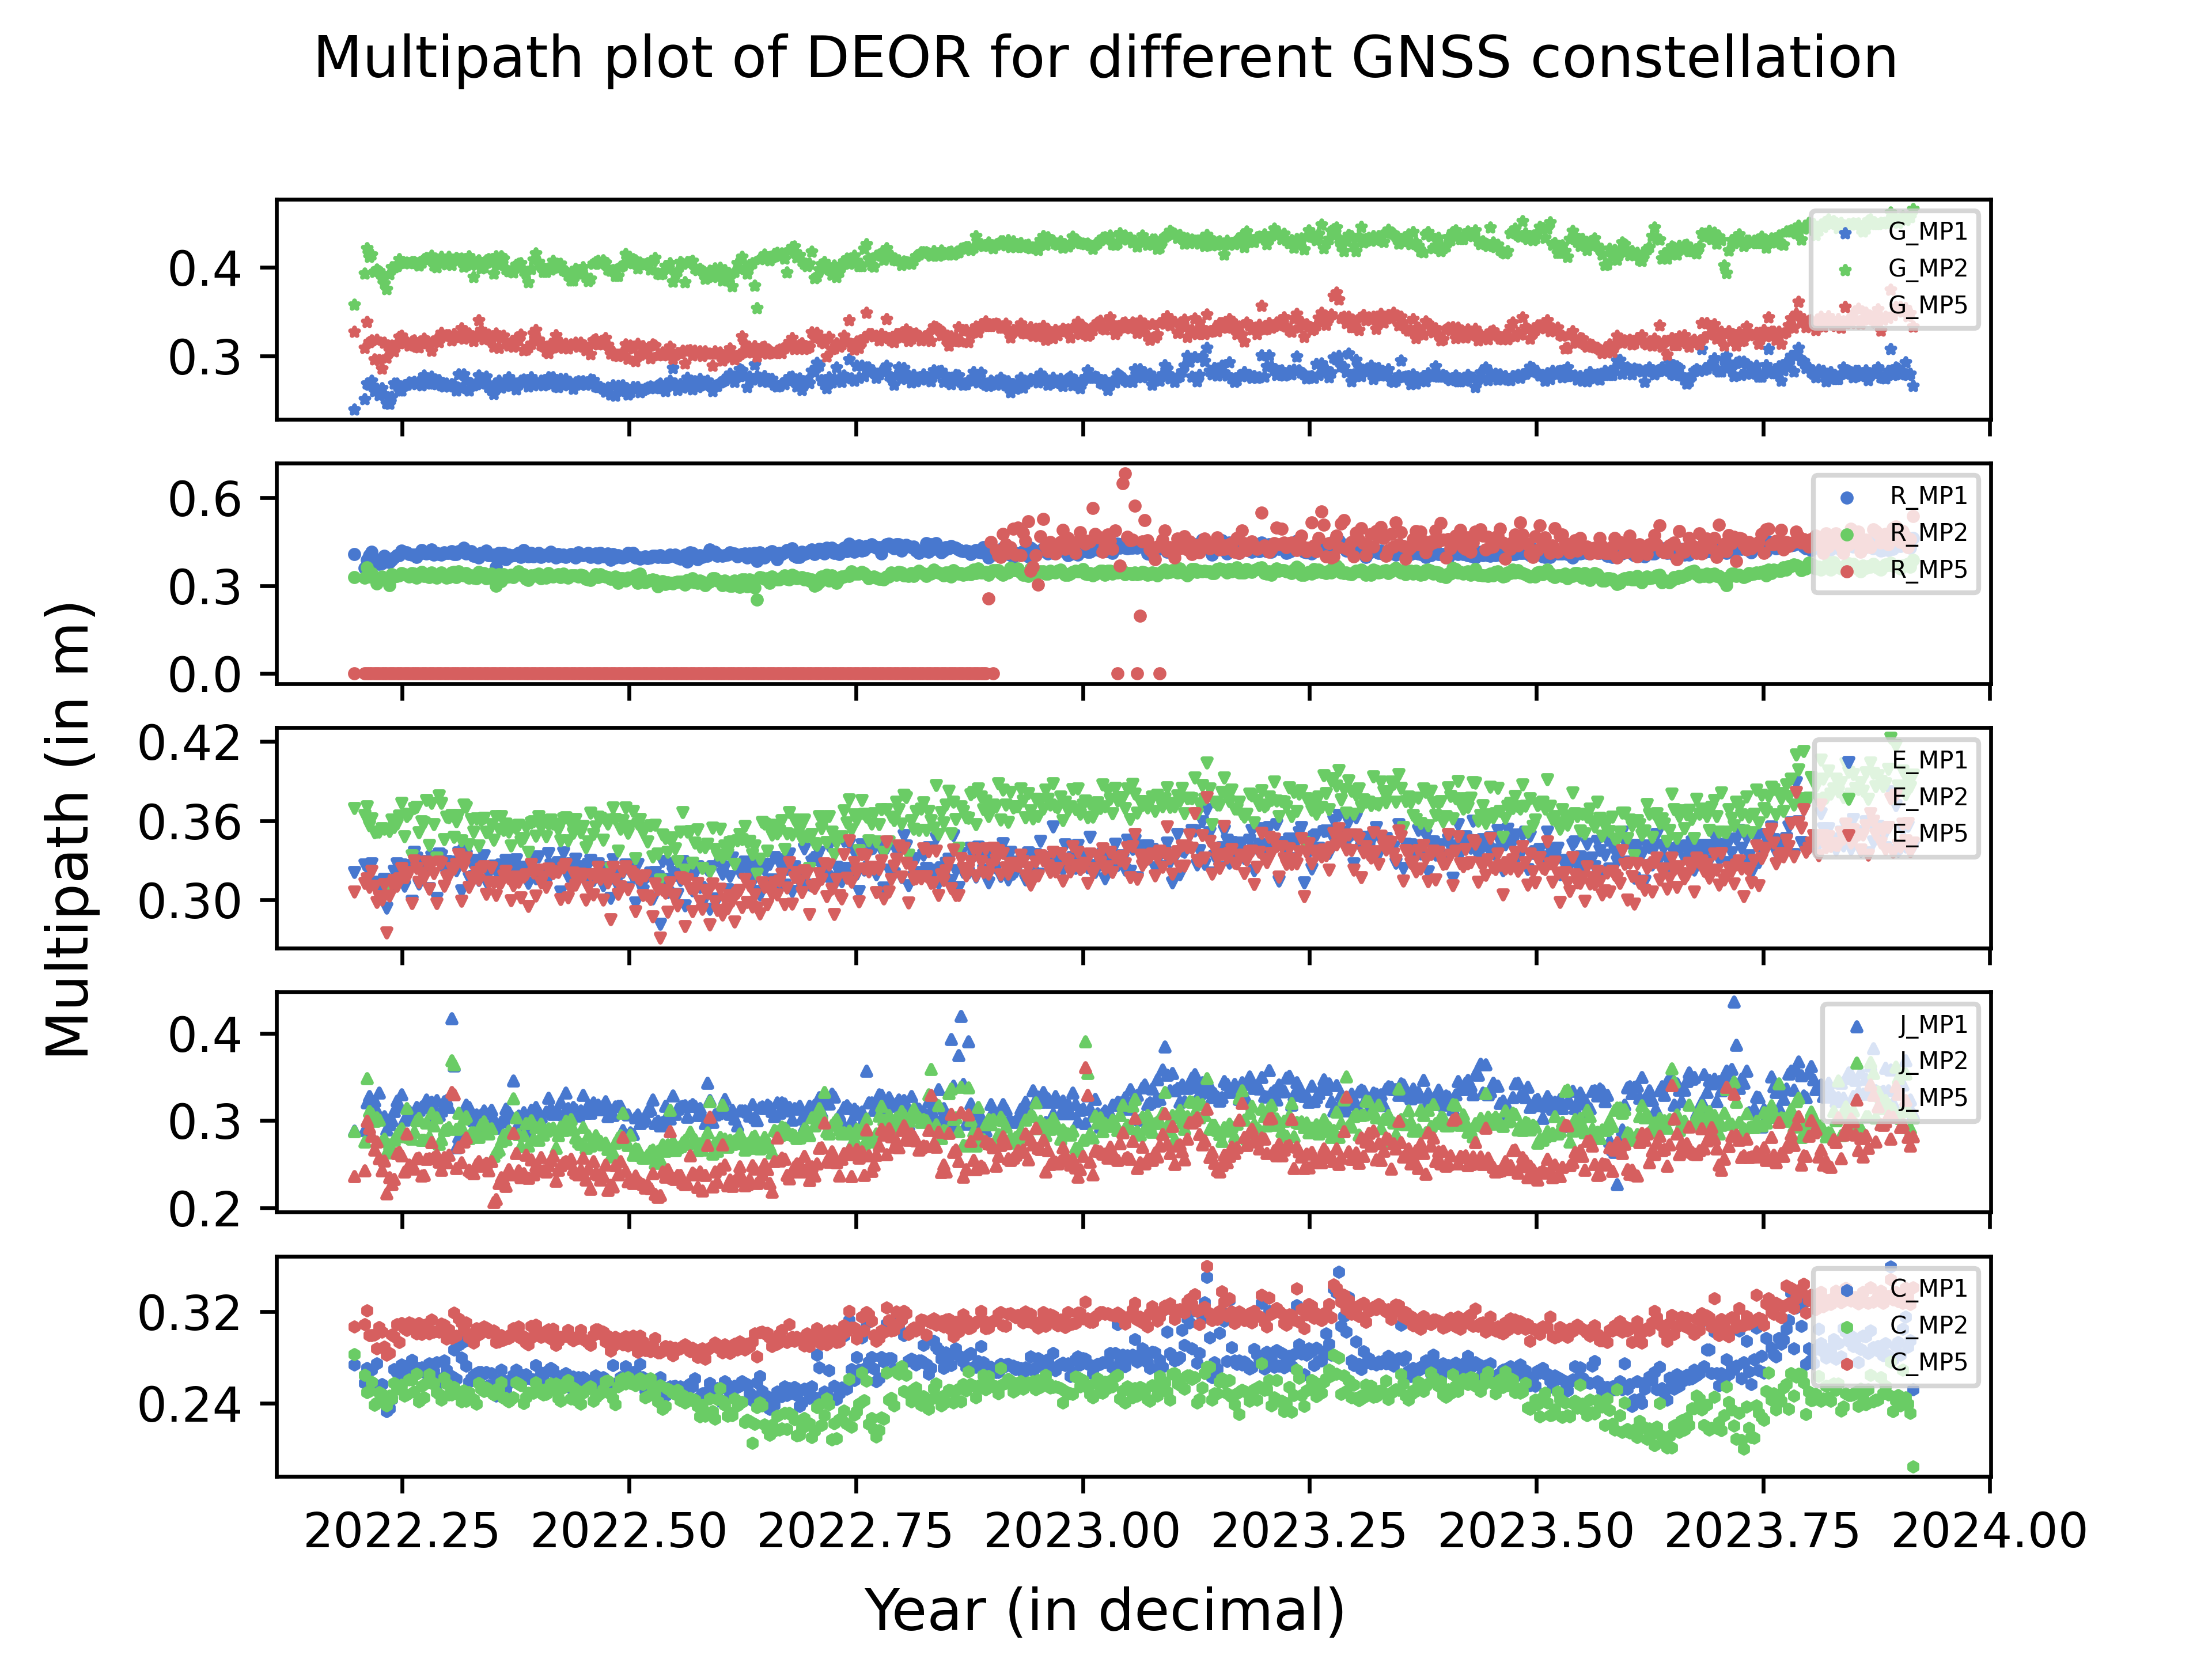 Multipath plot of DEOR for different GNSS constellation
Multipath (in m)
0.4
0.3
G_MP1
G_MP2
G_MP5
0.6
0.3
0.0
R_MP1
R_MP2
R_MP5
0.42
0.36
0.30
E_MP1
E_MP2
E_MP5
0.4
0.3
0.2
J_MP1
J_MP2
J_MP5
0.32
0.24
C_MP1
C_MP2
C_MP5
2022.25 2022.50 2022.75 2023.00 2023.25 2023.50 2023.75 2024.00
Year (in decimal)